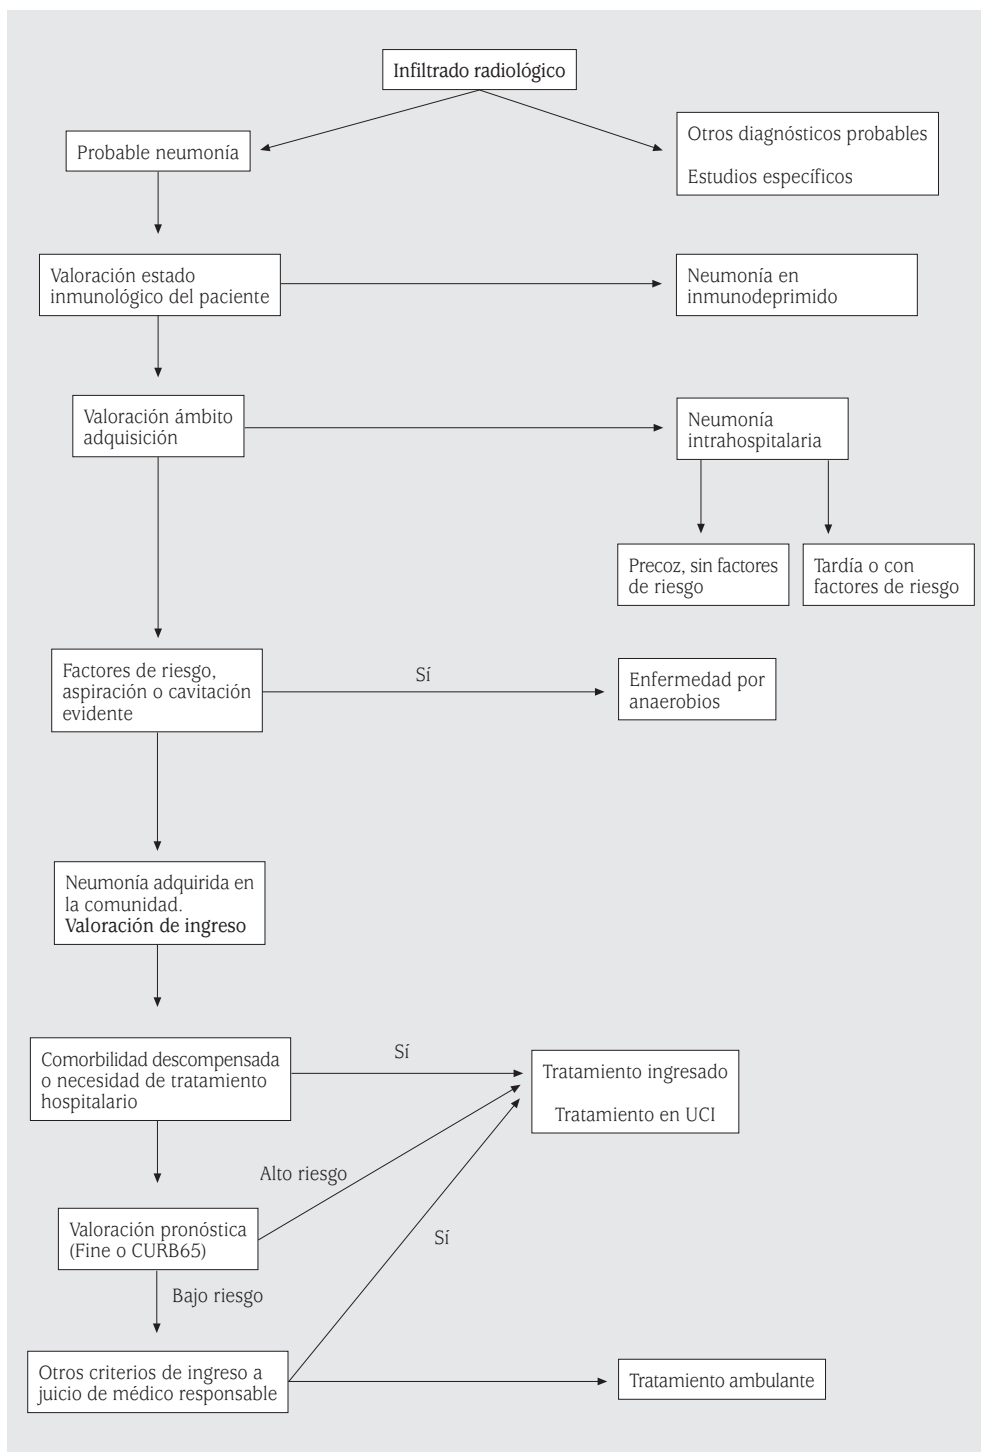 Infiltrado radiológico
Probable neumonía
Otros diagnósticos probables
Estudios específicos
Valoración estado
inmunológico del paciente
Neumonía en
inmunodeprimido
Valoración ámbito
adquisición
Neumonía
intrahospitalaria
Precoz, sin factores
de riesgo
Tardía o con
factores de riesgo
Factores de riesgo,
aspiración o cavitación
evidente
Sí
Enfermedad por
anaerobios
Neumonía adquirida en
la comunidad.
Valoración de ingreso
Comorbilidad descompensada
o necesidad de tratamiento
hospitalario
Sí
Tratamiento ingresado
Tratamiento en UCI
Alto riesgo
Valoración pronóstica
(Fine o CURB65)
Sí
Bajo riesgo
Otros criterios de ingreso a
juicio de médico responsable
Tratamiento ambulante